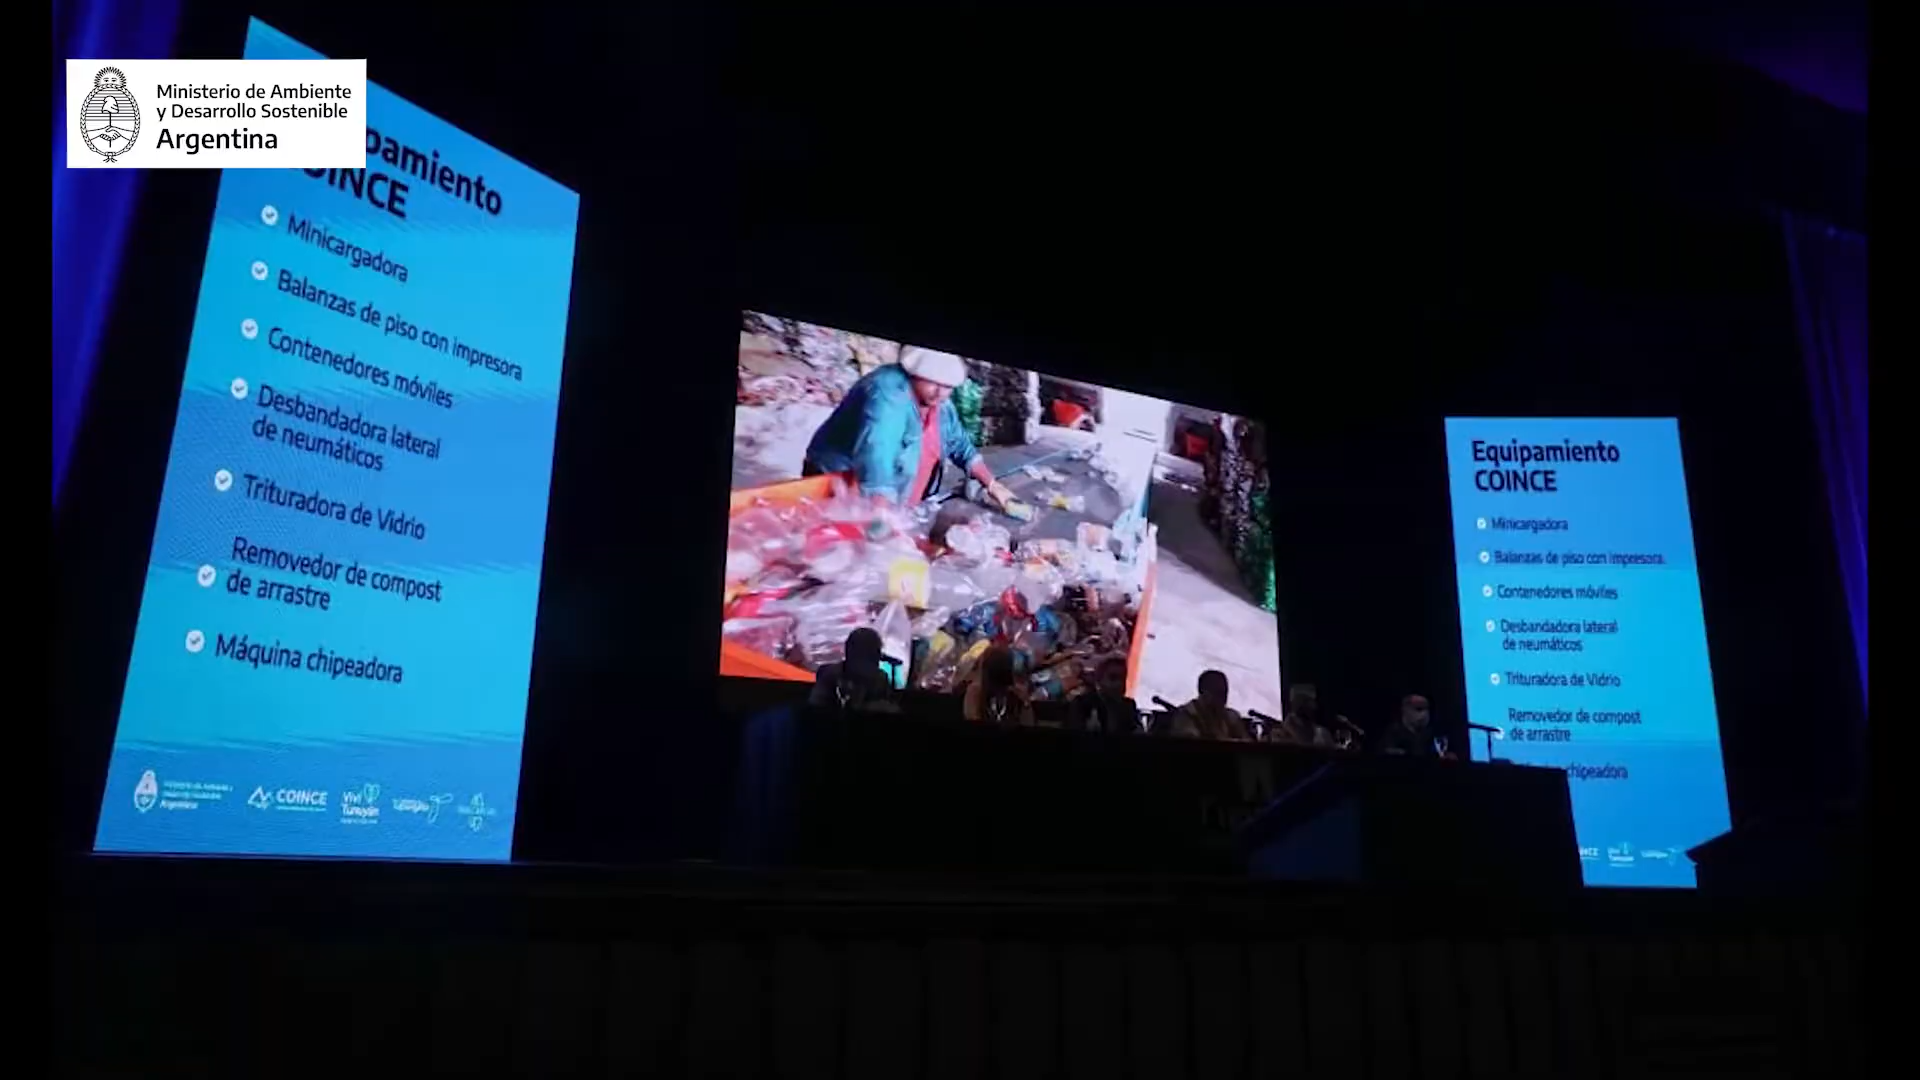 Ministerio de Ambiente
y Desarrollo Sostenible
Argentina
Minicargadora
Balanzas de piso con impresora
Contenedores móviles
Desbandadora lateral
de neumáticos
Trituradora de Vidrio
Removedor de compost
de arrastre
Máquina chipeadora
Argentina
COINCE
Viví
Tunuyán
Equipamiento
COINCE
Minicargadora
Balanzas de piso con impresora
Contenedores móviles
Desbandadora lateral
de neumáticos
Trituradora de Vidrio
Removedor de compost
de arrastre
chipeadora